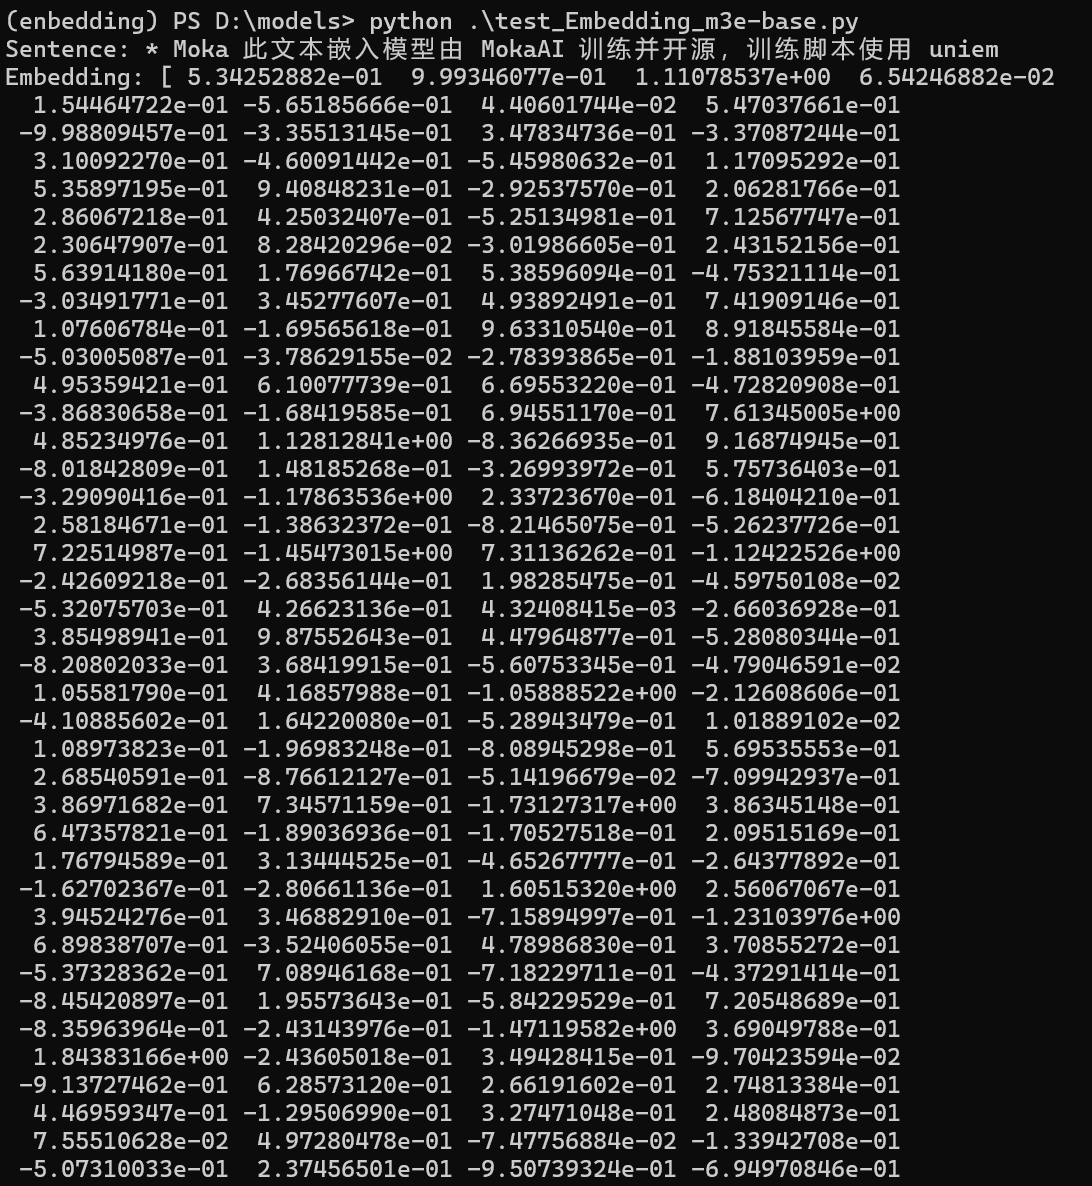 (enbedding) PS D:\models> python .\test_Embedding_m3e-base.py
Sentence: * Moka 此文本嵌入模型由 MokaAI 训练并开源，训练脚本使用 uniem
Embedding: [ 5.34252882e-01  9.99346077e-01  1.11078537e+00  6.54246882e-02
  1.54464722e-01 -5.65185666e-01  4.40601744e-02  5.47037661e-01
 -9.98809457e-01 -3.35513145e-01  3.47834736e-01 -3.37087244e-01
  3.10092270e-01 -4.60091442e-01 -5.45980632e-01  1.17095292e-01
  5.35897195e-01  9.40848231e-01 -2.92537570e-01  2.06281766e-01
  2.86067218e-01  4.25032407e-01 -5.25134981e-01  7.12567747e-01
  2.30647907e-01  8.28420296e-02 -3.01986605e-01  2.43152156e-01
  5.63914180e-01  1.76966742e-01  5.38596094e-01 -4.75321114e-01
 -3.03491771e-01  3.45277607e-01  4.93892491e-01  7.41909146e-01
  1.07606784e-01 -1.69565618e-01  9.63310540e-01  8.91845584e-01
 -5.03005087e-01 -3.78629155e-02 -2.78393865e-01 -1.88103959e-01
  4.95359421e-01  6.10077739e-01  6.69553220e-01 -4.72820908e-01
 -3.86830658e-01 -1.68419585e-01  6.94551170e-01  7.61345005e+00
  4.85234976e-01  1.12812841e+00 -8.36266935e-01  9.16874945e-01
 -8.01842809e-01  1.48185268e-01 -3.26993972e-01  5.75736403e-01
 -3.29090416e-01 -1.17863536e+00  2.33723670e-01 -6.18404210e-01
  2.58184671e-01 -1.38632372e-01 -8.21465075e-01 -5.26237726e-01
  7.22514987e-01 -1.45473015e+00  7.31136262e-01 -1.12422526e+00
 -2.42609218e-01 -2.68356144e-01  1.98285475e-01 -4.59750108e-02
 -5.32075703e-01  4.26623136e-01  4.32408415e-03 -2.66036928e-01
  3.85498941e-01  9.87552643e-01  4.47964877e-01 -5.28080344e-01
 -8.20802033e-01  3.68419915e-01 -5.60753345e-01 -4.79046591e-02
  1.05581790e-01  4.16857988e-01 -1.05888522e+00 -2.12608606e-01
 -4.10885602e-01  1.64220080e-01 -5.28943479e-01  1.01889102e-02
  1.08973823e-01 -1.96983248e-01 -8.08945298e-01  5.69535553e-01
  2.68540591e-01 -8.76612127e-01 -5.14196679e-02 -7.09942937e-01
  3.86971682e-01  7.34571159e-01 -1.73127317e+00  3.86345148e-01
  6.47357821e-01 -1.89036936e-01 -1.70527518e-01  2.09515169e-01
  1.76794589e-01  3.13444525e-01 -4.65267777e-01 -2.64377892e-01
 -1.62702367e-01 -2.80661136e-01  1.60515320e+00  2.56067067e-01
  3.94524276e-01  3.46882910e-01 -7.15894997e-01 -1.23103976e+00
  6.89838707e-01 -3.52406055e-01  4.78986830e-01  3.70855272e-01
 -5.37328362e-01  7.08946168e-01 -7.18229711e-01 -4.37291414e-01
 -8.45420897e-01  1.95573643e-01 -5.84229529e-01  7.20548689e-01
 -8.35963964e-01 -2.43143976e-01 -1.47119582e+00  3.69049788e-01
  1.84383166e+00 -2.43605018e-01  3.49428415e-01 -9.70423594e-02
 -9.13727462e-01  6.28573120e-01  2.66191602e-01  2.74813384e-01
  4.46959347e-01 -1.29506990e-01  3.27471048e-01  2.48084873e-01
  7.55510628e-02  4.97280478e-01 -7.47756884e-02 -1.33942708e-01
 -5.07310033e-01  2.37456501e-01 -9.50739324e-01 -6.94970846e-01